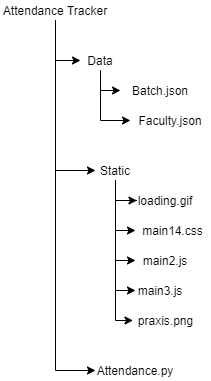 Attendance Tracker
Data
Batch.json
Faculty.json
Static
loading.gif
main14.css
main2.js
main3.js
praxis.png
Attendance.py